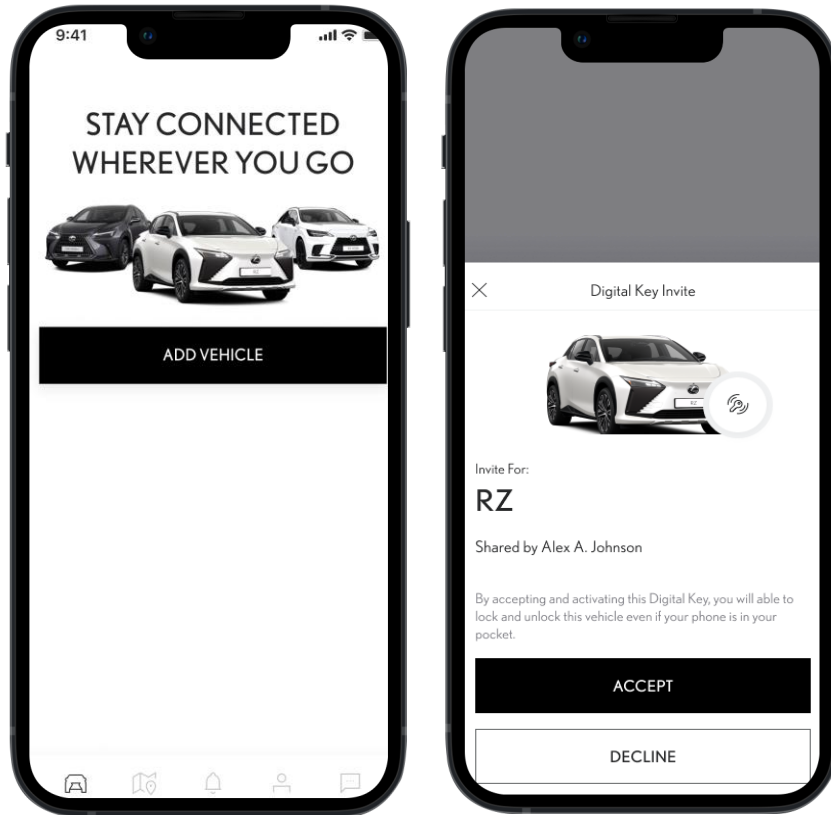 9:41
STAY CONNECTED
WHEREVER YOU GO
RZ
ADD VEHICLE
Digital Key Invite
RZ
Invite For:
RZ
Shared by Alex A. Johnson
By accepting and activating this Digital Key, you will able to
lock and unlock this vehicle even if your phone is in your
pocket.
ACCEPT
DECLINE